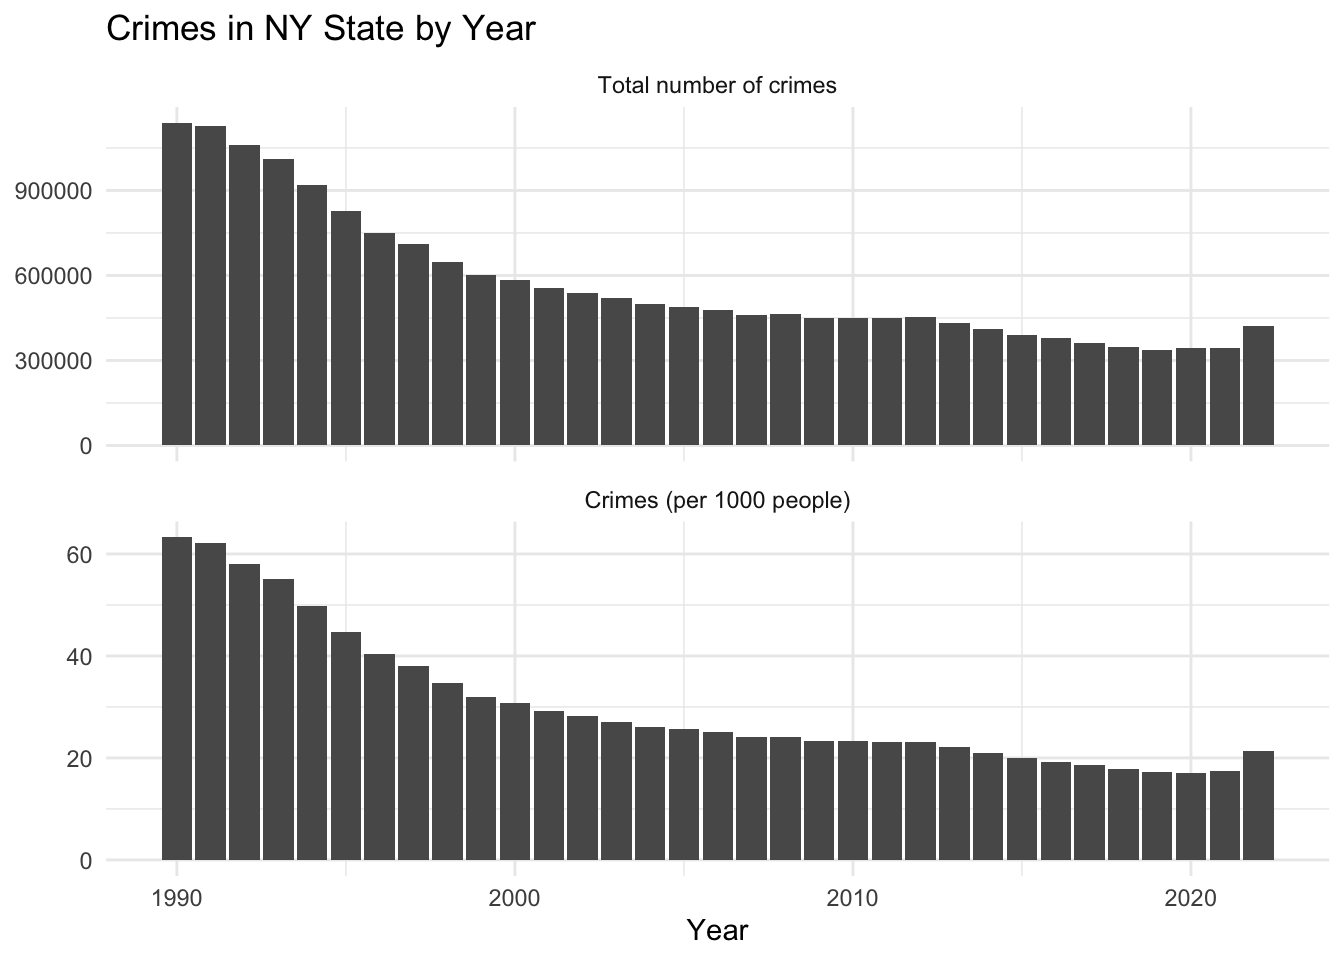 Crimes in NY State by Year
Total number of crimes
900000
600000
300000
0
Crimes (per 1000 people)
60
40
20
0
1990 2000 2010 2020
Year